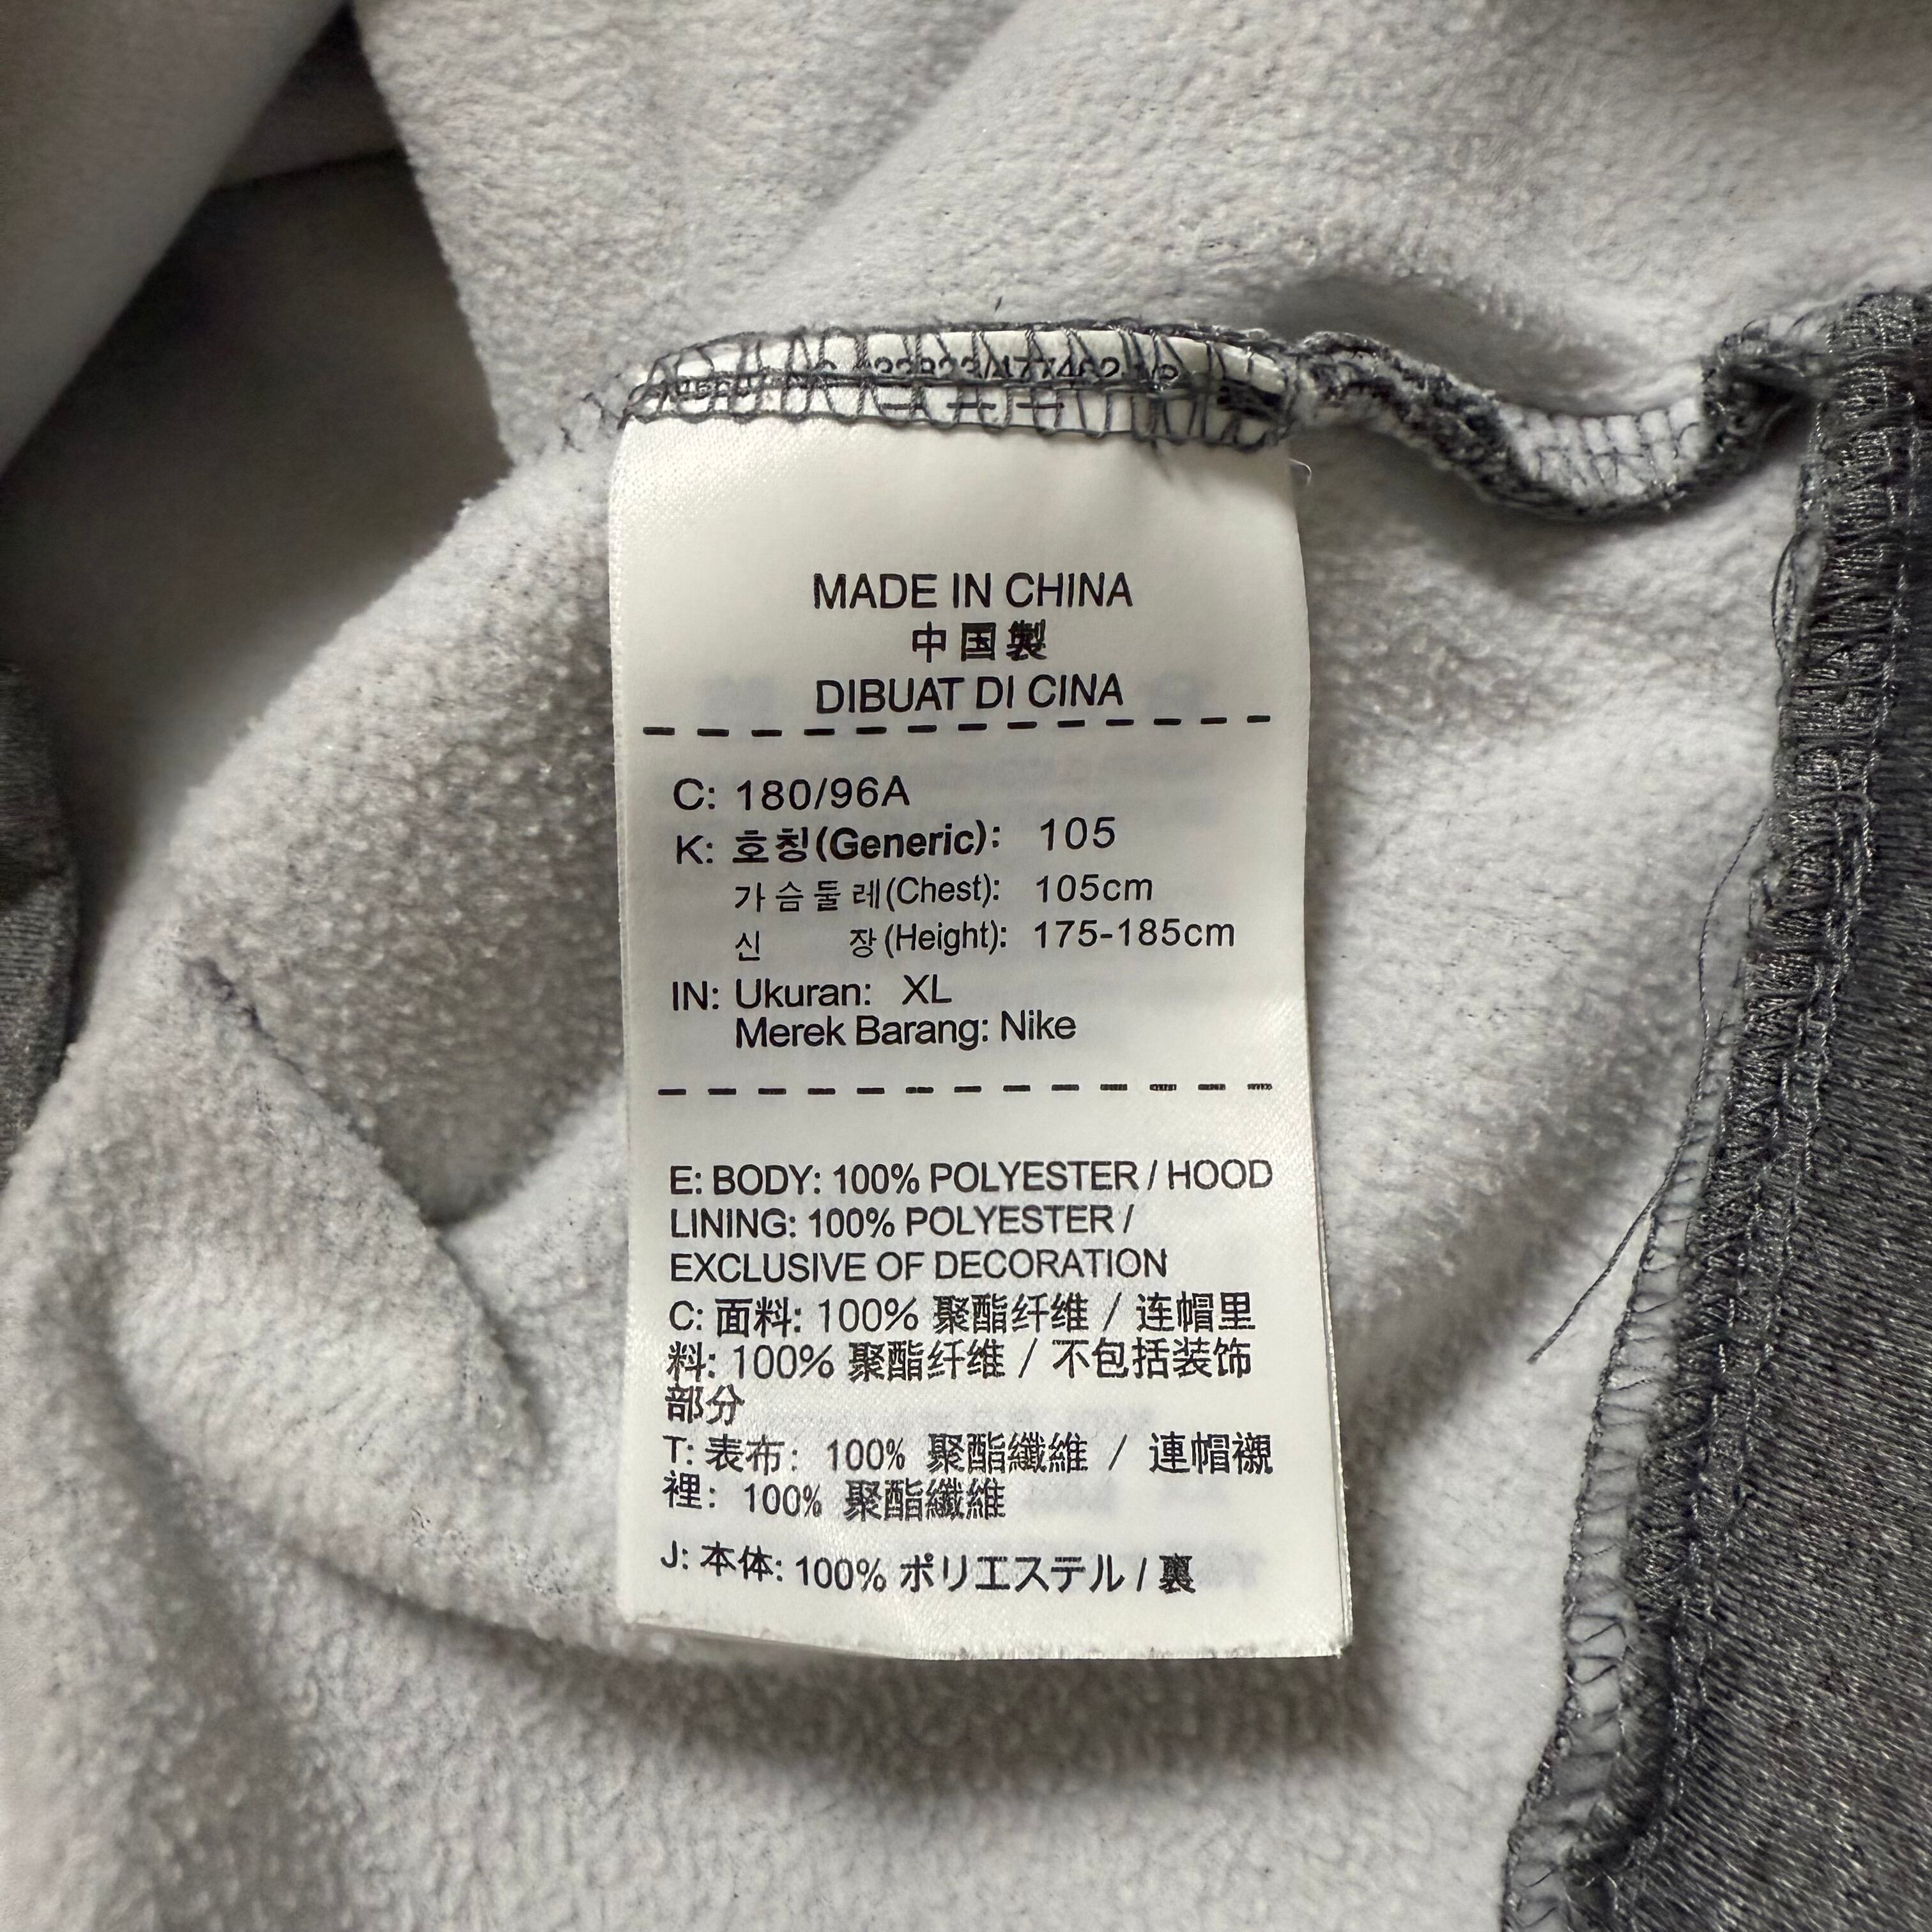 MADE IN CHINA
中国製
DIBUAT DI CINA
C: 180/96A
K: 호칭(Generic): 105
가슴둘레(Chest): 105cm
신 장(Height): 175-185cm
IN: Ukuran: XL
Merek Barang: Nike
E: BODY: 100% POLYESTER / HOOD
LINING: 100% POLYESTER /
EXCLUSIVE OF DECORATION
C: 面料: 100% 聚酯纤维 / 连帽里
料: 100% 聚酯纤维 / 不包括装饰
部分
T: 表布: 100% 聚酯纖維 / 連帽襯
裡: 100% 聚酯纖維
J: 本体: 100% ポリエステル / 裏